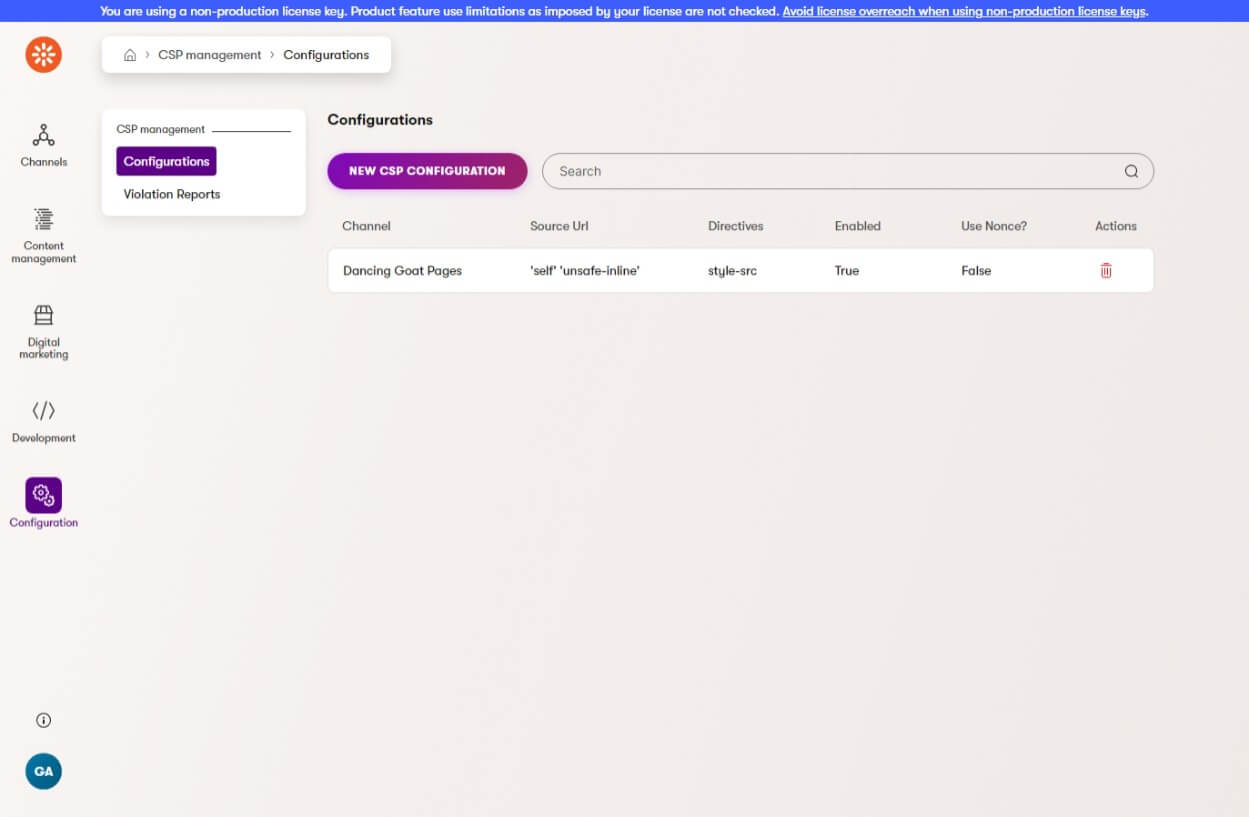 You are using a non-production license key. Product feature use limitations as imposed by your license are not checked. Avoid license overreach when using non-production license keys.
CSP management > Configurations
Channels
Content
management
Digital
marketing
Development
Configuration
GA
CSP management
Configurations
Violation Reports
Configurations
NEW CSP CONFIGURATION
Search
Channel Source Url Directives Enabled Use Nonce? Actions
Dancing Goat Pages 'self' 'unsafe-inline' style-src True False